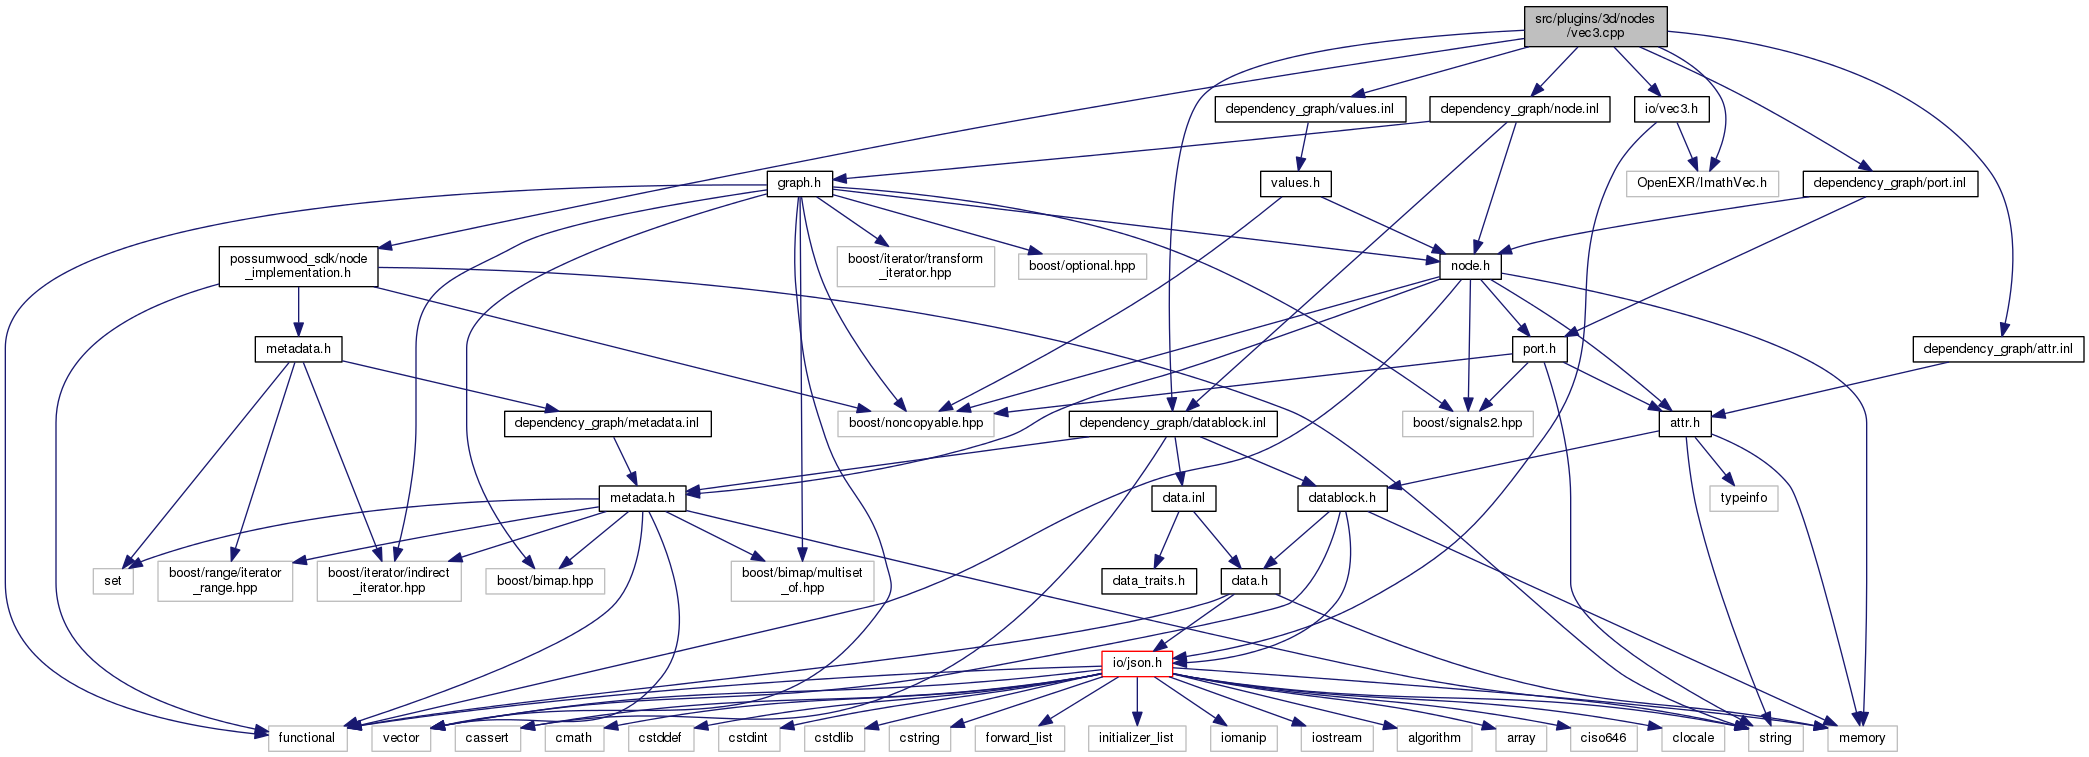 src/plugins/3d/nodes
/vec3.cpp
dependency_graph/values.inl
dependency_graph/node.inl
io/vec3.h
graph.h
values.h
OpenEXR/ImathVec.h
dependency_graph/port.inl
possumwood_sdk/node
_implementation.h
boost/iterator/transform
_iterator.hpp
boost/optional.hpp
node.h
metadata.h
port.h
dependency_graph/attr.inl
dependency_graph/metadata.inl
boost/noncopyable.hpp
dependency_graph/datablock.inl
boost/signals2.hpp
attr.h
metadata.h
data.inl
datablock.h
typeinfo
set
boost/range/iterator
_range.hpp
boost/iterator/indirect
_iterator.hpp
boost/bimap.hpp
boost/bimap/multiset
_of.hpp
data_traits.h
data.h
io/json.h
functional
vector
cassert
cmath
cstddef
cstdint
cstdlib
cstring
forward_list
initializer_list
iomanip
iostream
algorithm
array
ciso646
clocale
string
memory